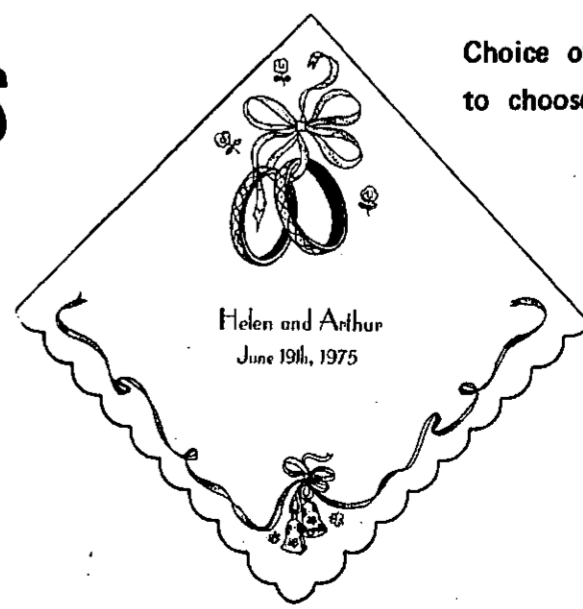 S
Choice o
to choose
Helen and Arthur
June 19th, 1975